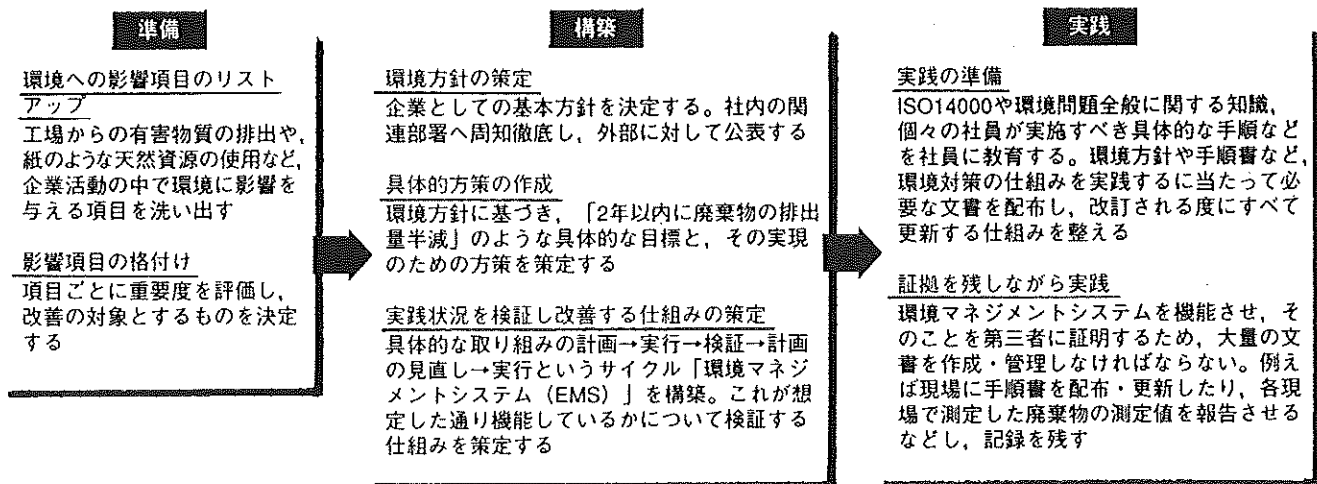 準備
環境への影響項目のリスト
アップ
工場からの有害物質の排出や,
紙のような天然資源の使用など,
企業活動の中で環境に影響を
与える項目を洗い出す
影響項目の格付け
項目ごとに重要度を評価し,
改善の対象とするものを決定
する
構築
環境方針の策定
企業としての基本方針を決定する。社内の関
連部署へ周知徹底し,外部に対して公表する
具体的方策の作成
環境方針に基づき,「2年以内に廃棄物の排出
量半減」のような具体的な目標と,その実現
のための方策を策定する
実践状況を検証し改善する仕組みの策定
具体的な取り組みの計画→実行→検証→計画
の見直し→実行というサイクル「環境マネジ
メントシステム(EMS)」を構築。これが想
定した通り機能しているかについて検証する
仕組みを策定する
実践
実践の準備
ISO14000や環境問題全般に関する知識,
個々の社員が実施すべき具体的な手順など
を社員に教育する。環境方針や手順書など,
環境対策の仕組みを実践するに当たって必
要な文書を配布し,改訂される度にすべて
更新する仕組みを整える
証拠を残しながら実践
環境マネジメントシステムを機能させ,そ
のことを第三者に証明するため,大量の文
書を作成・管理しなければならない。例え
ば現場に手順書を配布・更新したり,各現
場で測定した廃棄物の測定値を報告させる
などし,記録を残す